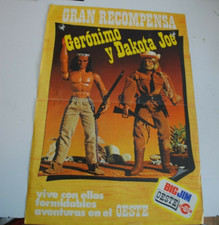 GRAN RECOMPENSA
Gerónimo
y Dakota Joe
vive con ellos
formidables
aventuras en el OESTE
BIG JIM
OESTE